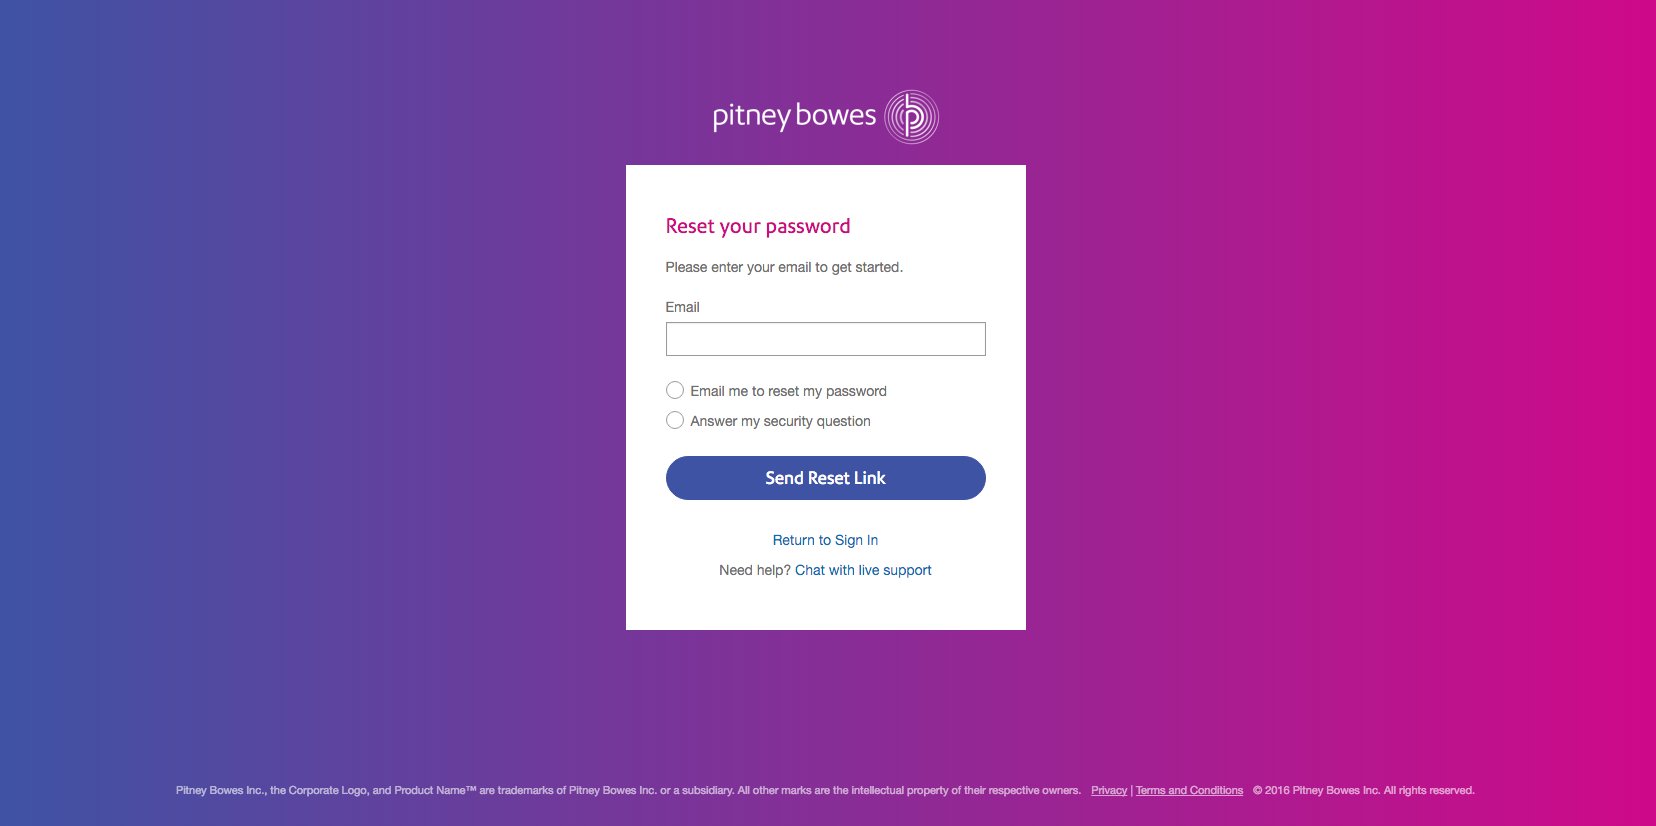 pitney bowes
Reset your password
Please enter your email to get started.
Email
Email me to reset my password
Answer my security question
Send Reset Link
Return to Sign In
Need help? Chat with live support
Pitney Bowes Inc., the Corporate Logo, and Product Name™ are trademarks of Pitney Bowes Inc. or a subsidiary. All other marks are the intellectual property of their respective owners. Privacy | Terms and Conditions © 2016 Pitney Bowes Inc. All rights reserved.